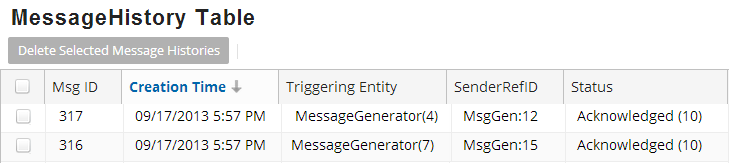 MessageHistory Table
Delete Selected Message Histories
Msg ID Creation Time Triggering Entity SenderRefID Status
317 09/17/2013 5:57 PM MessageGenerator(4) MsgGen:12 Acknowledged (10)
316 09/17/2013 5:57 PM MessageGenerator(7) MsgGen:15 Acknowledged (10)